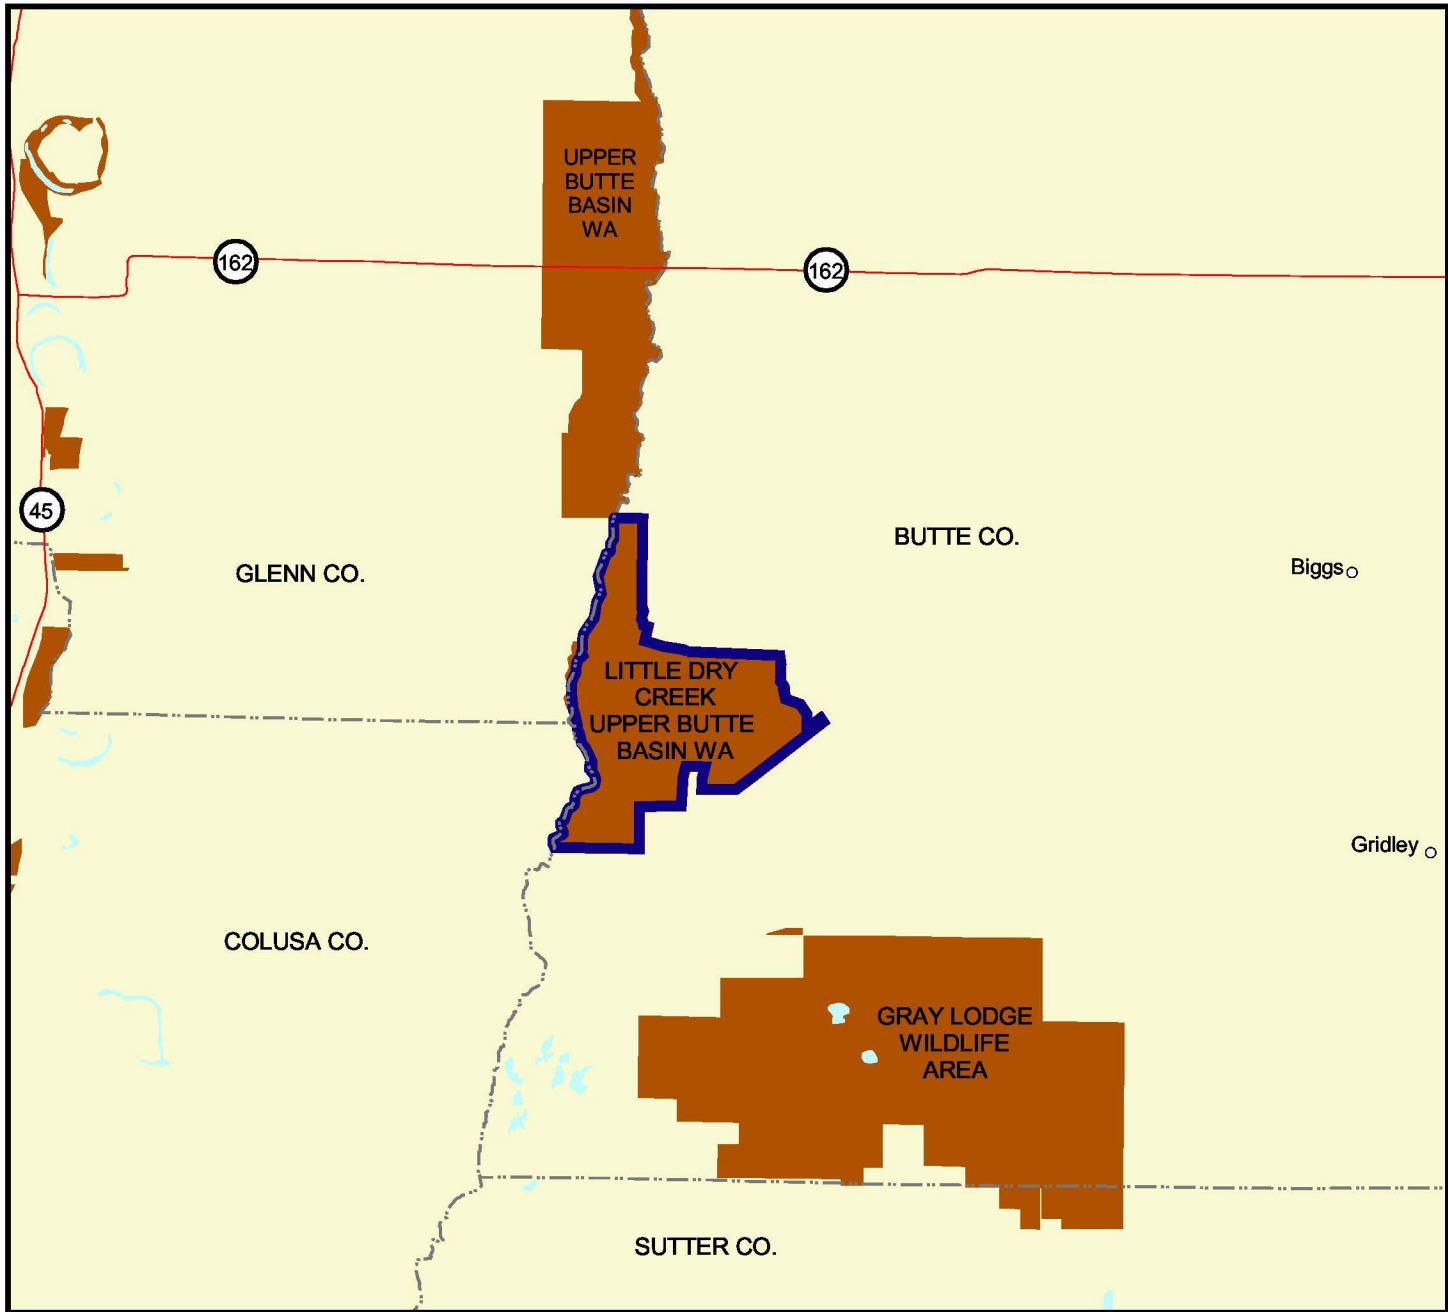 UPPER
BUTTE
BASIN
WA
162
162
45
BUTTE CO.
Biggs
GLENN CO.
LITTLE DRY
CREEK
UPPER BUTTE
BASIN WA
Gridley
COLUSA CO.
GRAY LODGE
WILDLIFE
AREA
SUTTER CO.